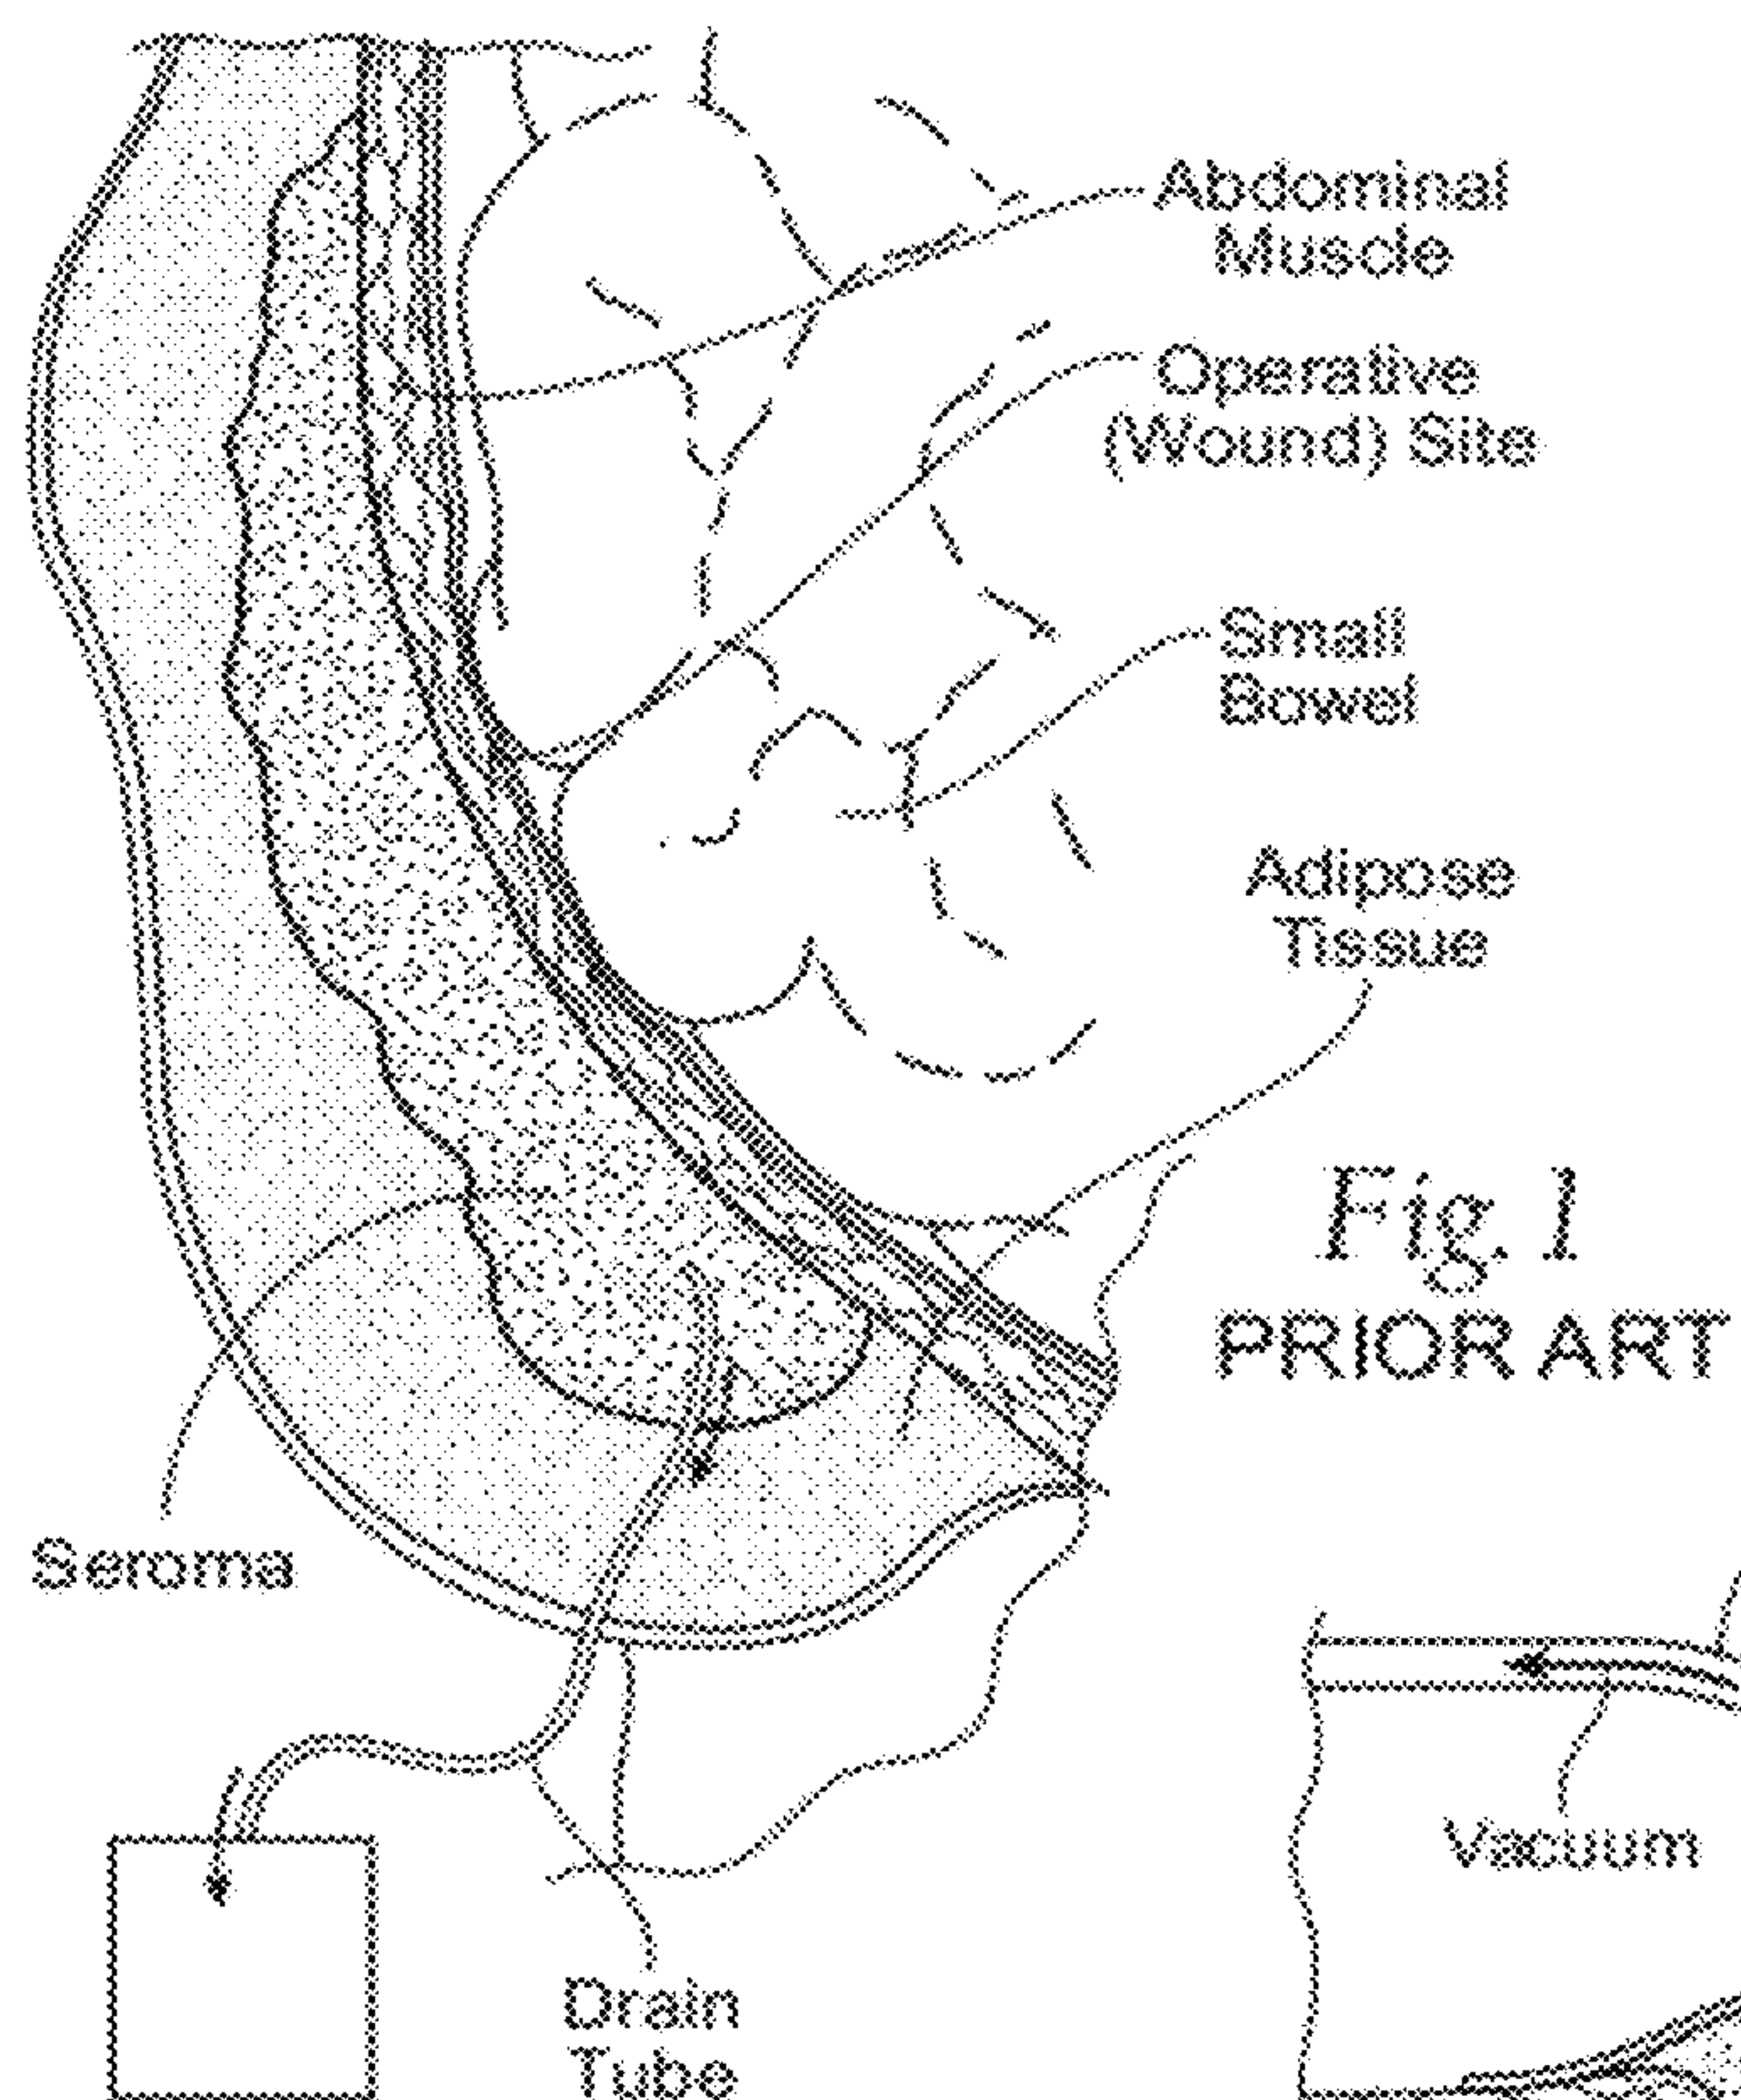 Abdominal
Muscle
Operative
(Wound) Site
Small
Bowel
Adipose
Tissue
Fig. 1
PRIOR ART
Seroma
Vacuum
Drain
Tube